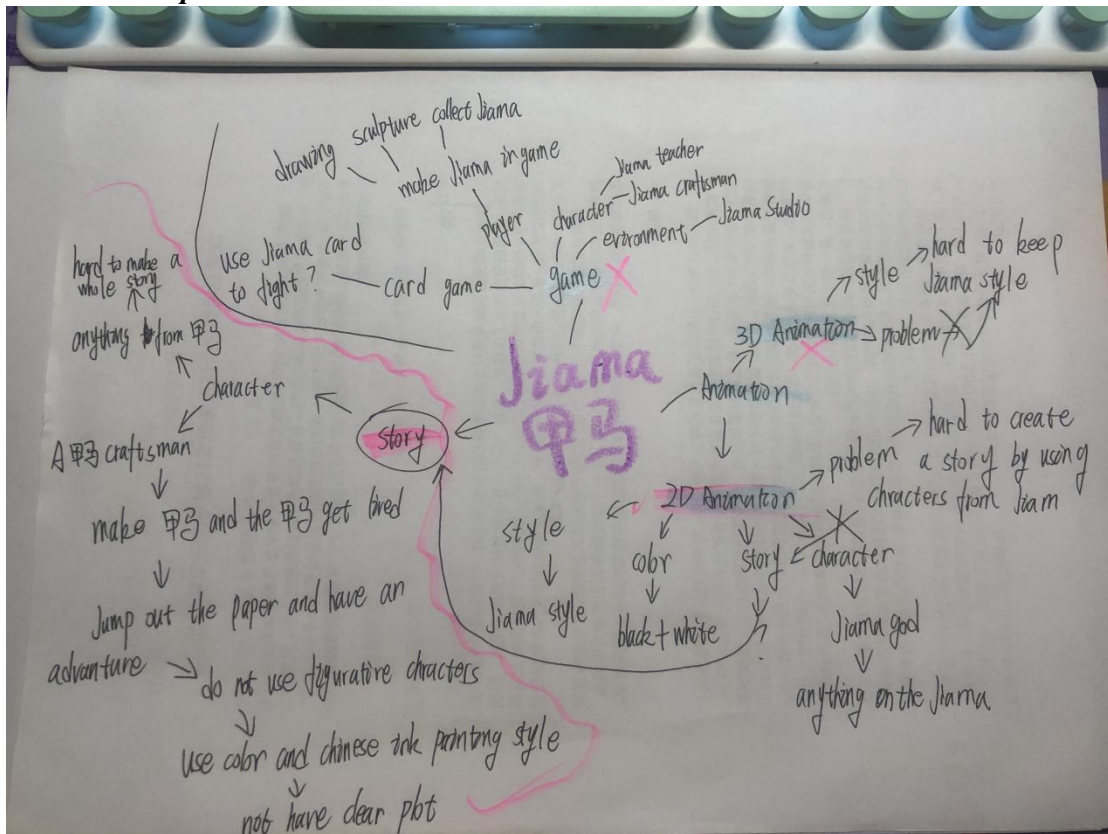 drawing
sculpture
collect Jiama
make Jiama in game
player
character
Jiama teacher
Jiama craftsman
evironment
Jiama Studio
game
card game
use Jiama card
to fight?
Jiama
甲马
Animation
3D Animation
style
hard to keep
Jiama style
problem
2D Animation
problem
hard to create
a story by using
chracters from Jiam
style
Jiama style
color
black+white
story
?
character
Jiama god
anything on the Jiama
story
character
anything from 甲马
hard to make a
whole story
A 甲马 craftsman
make 甲马 and the 甲马 get
Jump out the paper and have an
advanture
do not use figurative chracters
use color and chinese ink painting style
not have clear plot